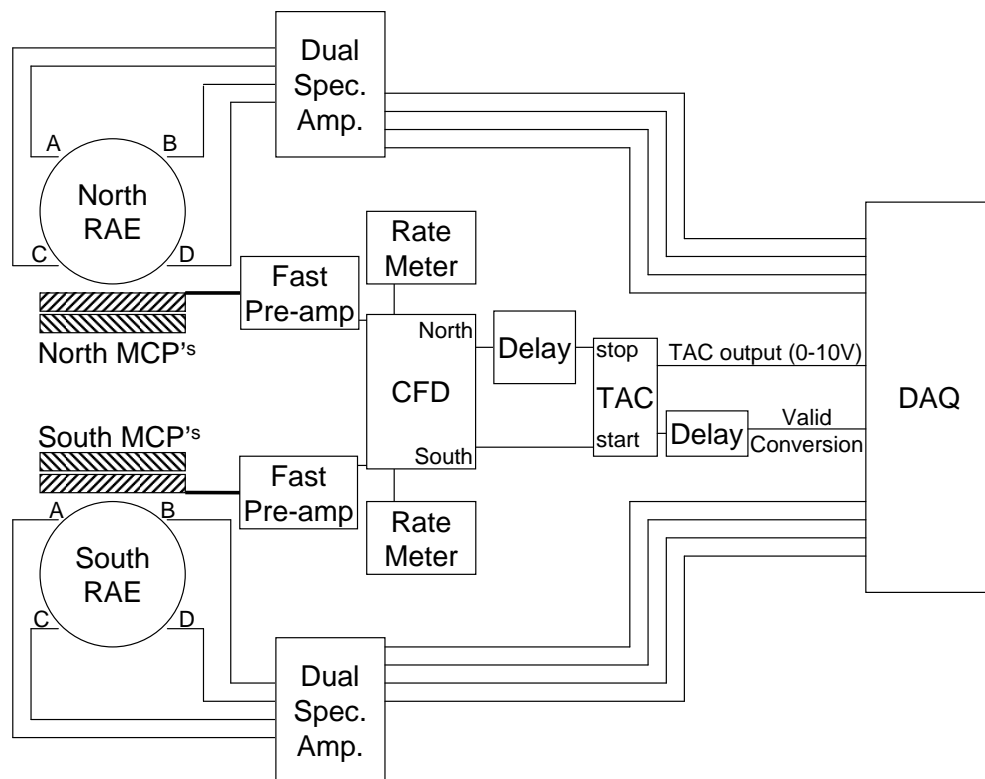 Dual
Spec.
Amp.
A
B
North
RAE
C
D
Rate
Meter
Fast
Pre-amp
North MCP's
North
CFD
South
Delay
stop
TAC
start
TAC output (0-10V)
Delay
Valid
Conversion
DAQ
South MCP's
Fast
Pre-amp
Rate
Meter
A
B
South
RAE
C
D
Dual
Spec.
Amp.